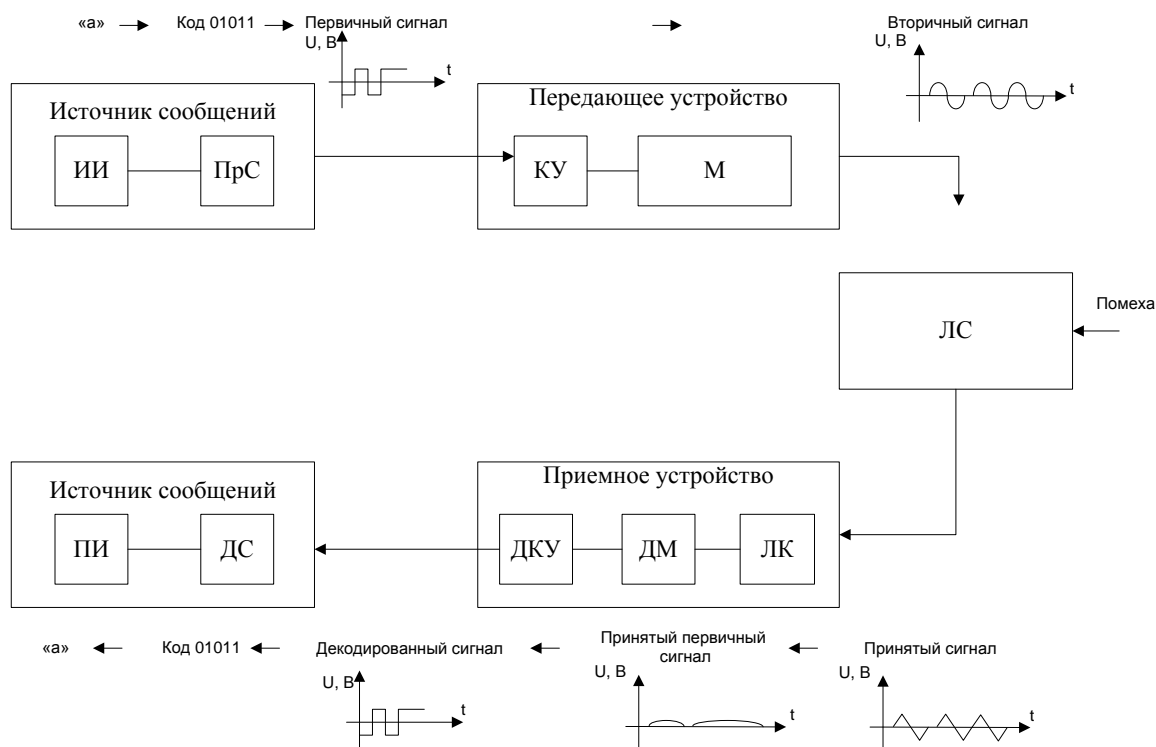 «а» Код 01011 Первичный сигнал Вторичный сигнал
U, В
t
U, В
t
Источник сообщений
ИИ ПрС
Передающее устройство
КУ М
ЛС
Помеха
Источник сообщений
ПИ ДС
Приемное устройство
ДКУ ДМ ЛК
«а» Код 01011 Декодированный сигнал
Принятый первичный
сигнал
Принятый сигнал
U, В
t
U, В
t
U, В
t